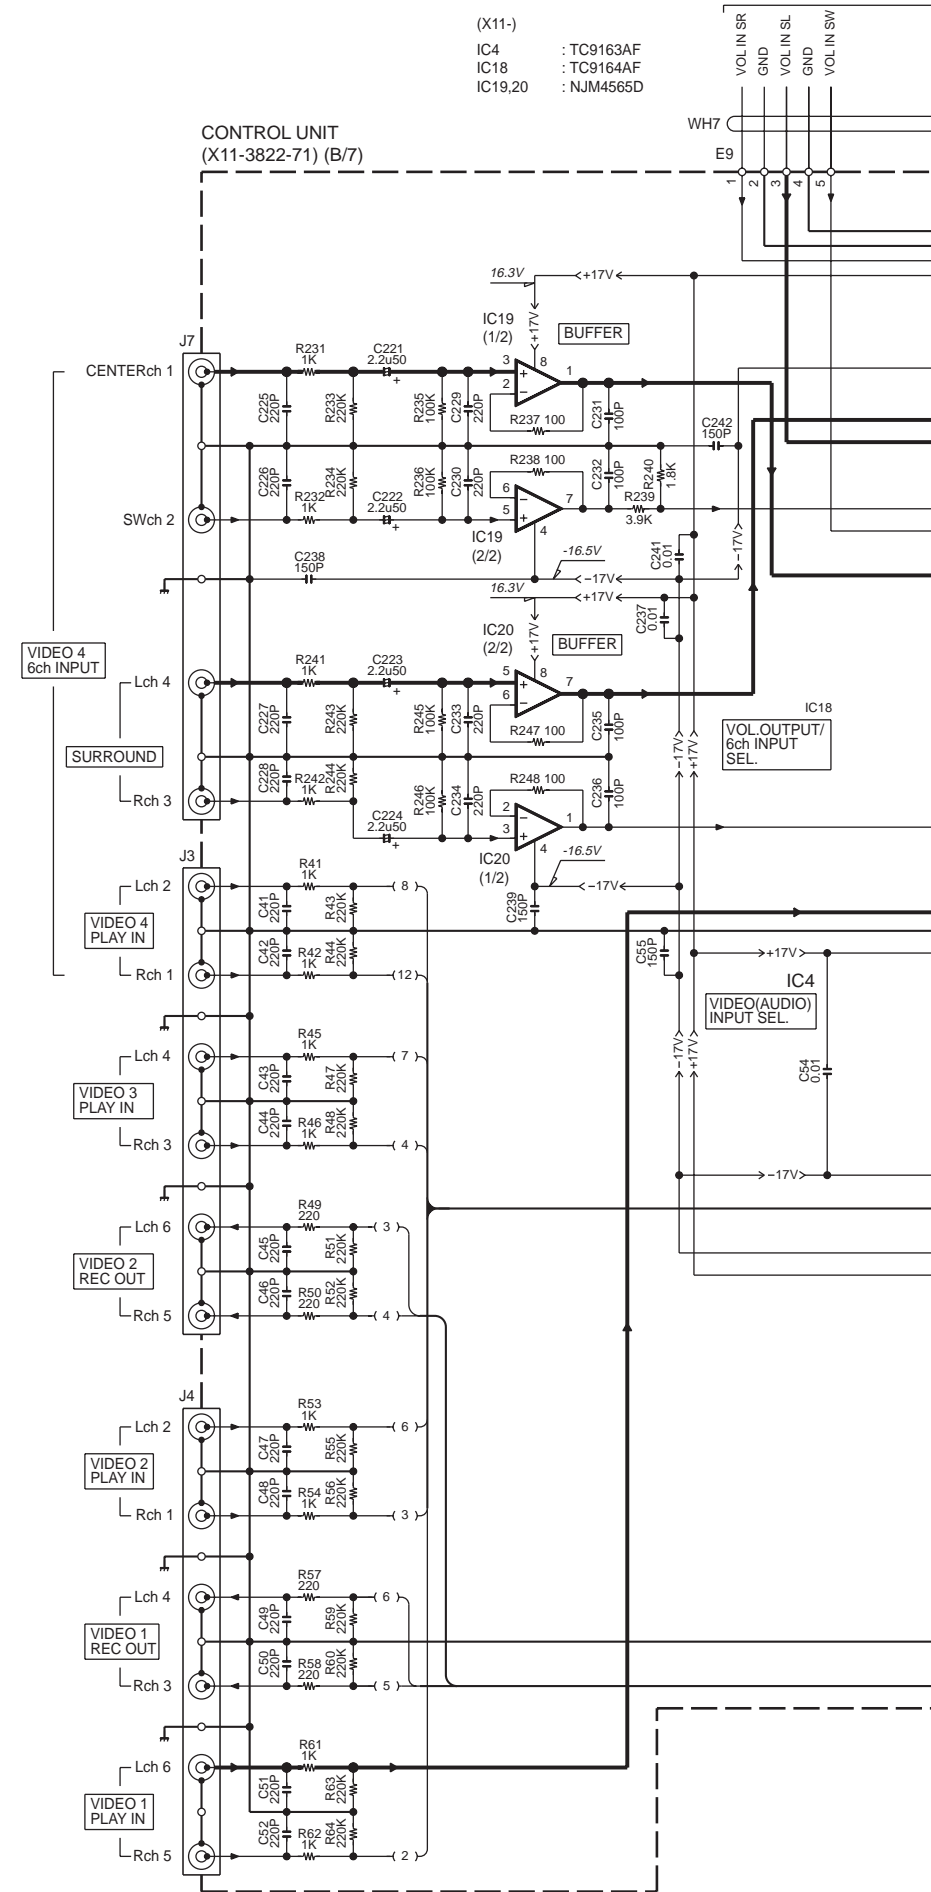 (X11-)
IC4 : TC9163AF
IC18 : TC9164AF
IC19,20 : NJM4565D
VOL IN SR
GND
VOL IN SL
GND
VOL IN SW
WH7
E9
1
2
3
4
5
CONTROL UNIT
(X11-3822-71) (B/7)
16.3V
+17V
IC19
(1/2)
+17V
BUFFER
J7
CENTERch 1
R231
1K
C221
2.2u50
+
3
2
8
1
+
−
C225
220P
R233
220K
R235
100K
C229
220P
R237 100
C231
100P
C242
150P
C226
220P
R234
220K
R236
100K
C230
220P
R238 100
C232
100P
R240
1.8K
R232
1K
C222
2.2u50
+
6
5
−
+
7
4
R239
3.9K
SWch 2
IC19
(2/2)
-16.5V
−17V
C241
0.01
−17V
C238
150P
16.3V
+17V
C237
0.01
IC20
(2/2)
+17V
BUFFER
VIDEO 4
6ch INPUT
Lch 4
R241
1K
C223
2.2u50
+
5
6
8
7
+
−
C227
220P
R243
220K
R245
100K
C233
220P
R247 100
C235
100P
IC18
VOL.OUTPUT/
6ch INPUT
SEL.
−17V
+17V
SURROUND
C228
220P
R242
1K
R244
220K
R246
100K
C234
220P
R248 100
C236
100P
Rch 3
C224
2.2u50
+
2
3
−
+
1
4
IC20
(1/2)
-16.5V
−17V
J3
Lch 2
R41
1K
8
C41
220P
R43
220K
C239
150P
VIDEO 4
PLAY IN
C42
220P
R42
1K
R44
220K
C55
150P
Rch 1
12
+17V
IC4
VIDEO(AUDIO)
INPUT SEL.
Lch 4
R45
1K
7
C43
220P
R47
220K
−17V
+17V
C54
0.01
VIDEO 3
PLAY IN
C44
220P
R46
1K
R48
220K
Rch 3
4
−17V
Lch 6
R49
220
3
C45
220P
R51
220K
VIDEO 2
REC OUT
C46
220P
R50
220
R52
220K
Rch 5
4
J4
Lch 2
R53
1K
6
C47
220P
R55
220K
VIDEO 2
PLAY IN
C48
220P
R54
1K
R56
220K
Rch 1
3
Lch 4
R57
220
6
C49
220P
R59
220K
VIDEO 1
REC OUT
C50
220P
R58
220
R60
220K
Rch 3
5
Lch 6
R61
1K
C51
220P
R63
220K
VIDEO 1
PLAY IN
C52
220P
R62
1K
R64
220K
Rch 5
2